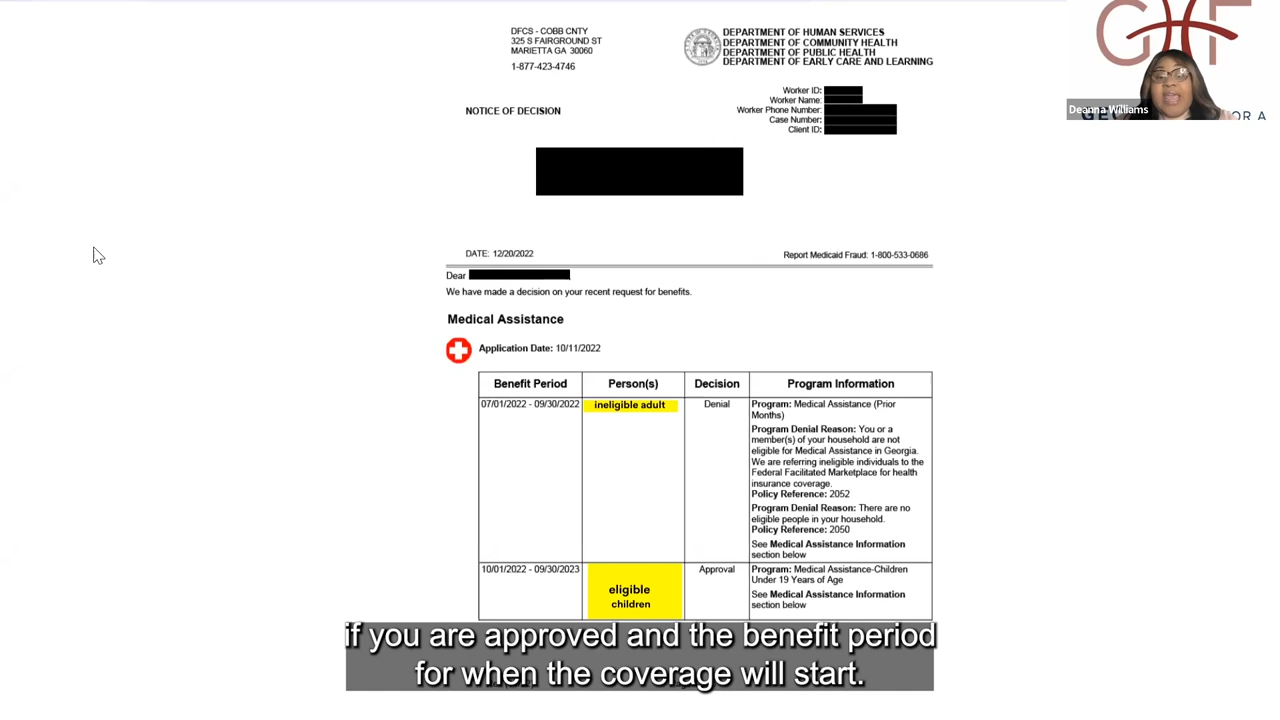 DFCS - COBB CNTY
325 S FAIRGROUND ST
MARIETTA GA 30060
1-877-423-4746
DEPARTMENT OF HUMAN SERVICES
DEPARTMENT OF COMMUNITY HEALTH
DEPARTMENT OF PUBLIC HEALTH
DEPARTMENT OF EARLY CARE AND LEARNING
G F
Deanna Williams
OR A
Worker ID:
Worker Name:
Worker Phone Number:
Case Number:
Client ID:
NOTICE OF DECISION
DATE: 12/20/2022
Report Medicaid Fraud: 1-800-533-0686
Dear
We have made a decision on your recent request for benefits.
Medical Assistance
Application Date: 10/11/2022
Benefit Period Person(s) Decision Program Information
07/01/2022 - 09/30/2022 ineligible adult Denial Program: Medical Assistance (Prior
Months)
Program Denial Reason: You or a
member(s) of your household are not
eligible for Medical Assistance in Georgia.
We are referring ineligible individuals to the
Federal Facilitated Marketplace for health
insurance coverage.
Policy Reference: 2052
Program Denial Reason: There are no
eligible people in your household.
Policy Reference: 2050
See Medical Assistance Information
section below
10/01/2022 - 09/30/2023 eligible children Approval Program: Medical Assistance-Children
Under 19 Years of Age
See Medical Assistance Information
section below
if you are approved and the benefit period
for when the coverage will start.